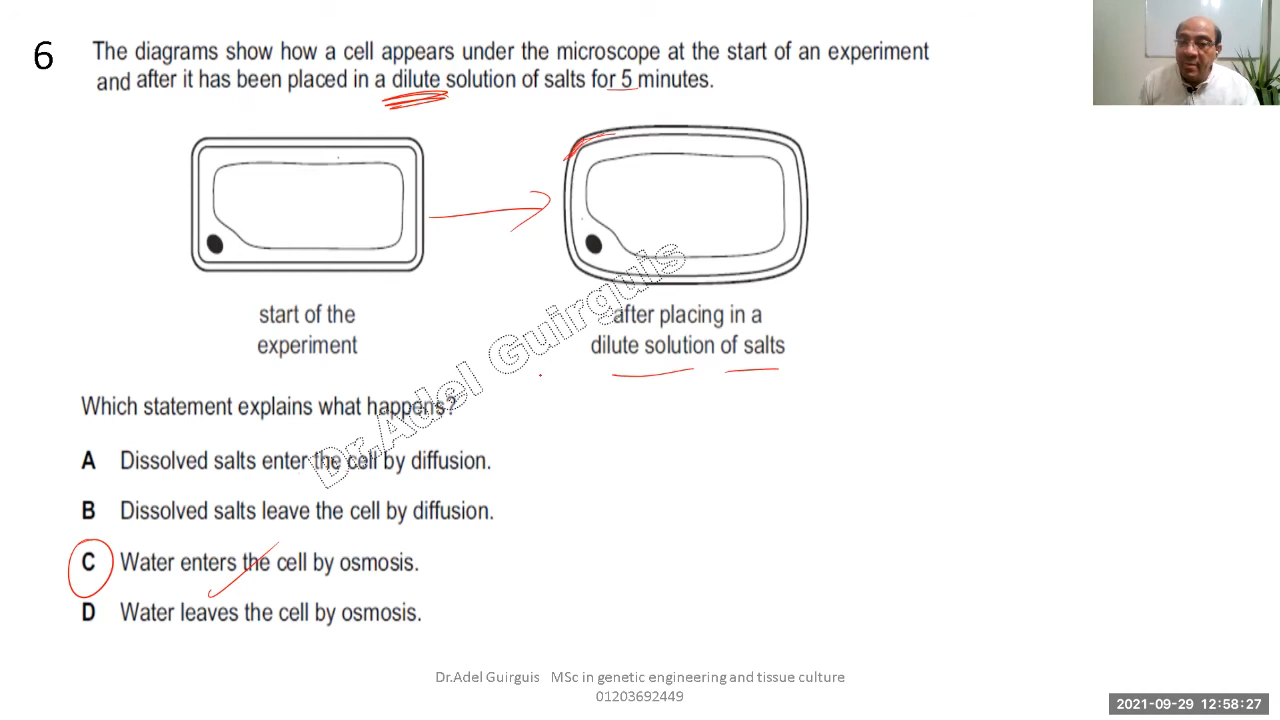 6
The diagrams show how a cell appears under the microscope at the start of an experiment
and after it has been placed in a dilute solution of salts for 5 minutes.
start of the
experiment
after placing in a
dilute solution of salts
Dr.Adel Guirguis
Which statement explains what happens?
A Dissolved salts enter the cell by diffusion.
B Dissolved salts leave the cell by diffusion.
C Water enters the cell by osmosis.
D Water leaves the cell by osmosis.
Dr.Adel Guirguis MSc in genetic engineering and tissue culture
01203692449
2021-09-29 12:58:27